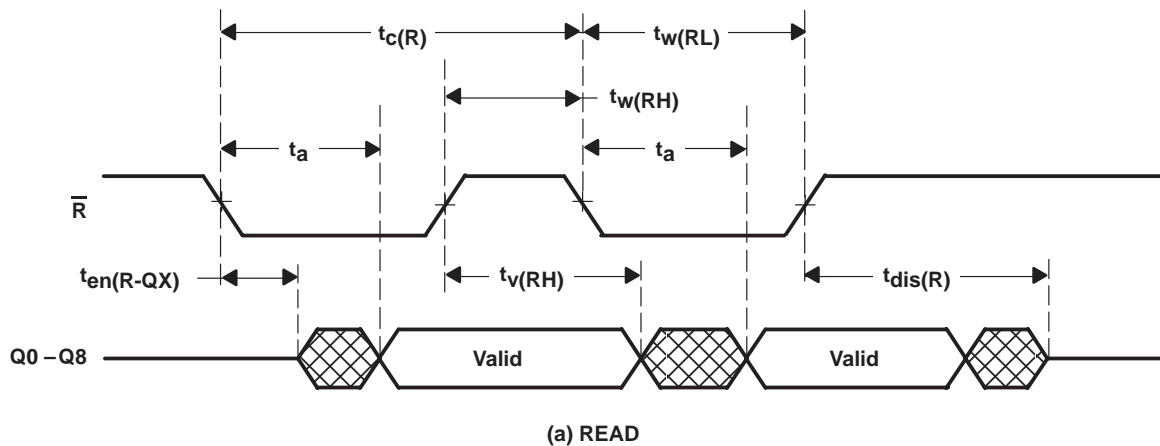 tc(R)
tw(RL)
tw(RH)
ta
ta
R̅
ten(R-QX)
tv(RH)
tdis(R)
Q0 – Q8
Valid
Valid
(a) READ